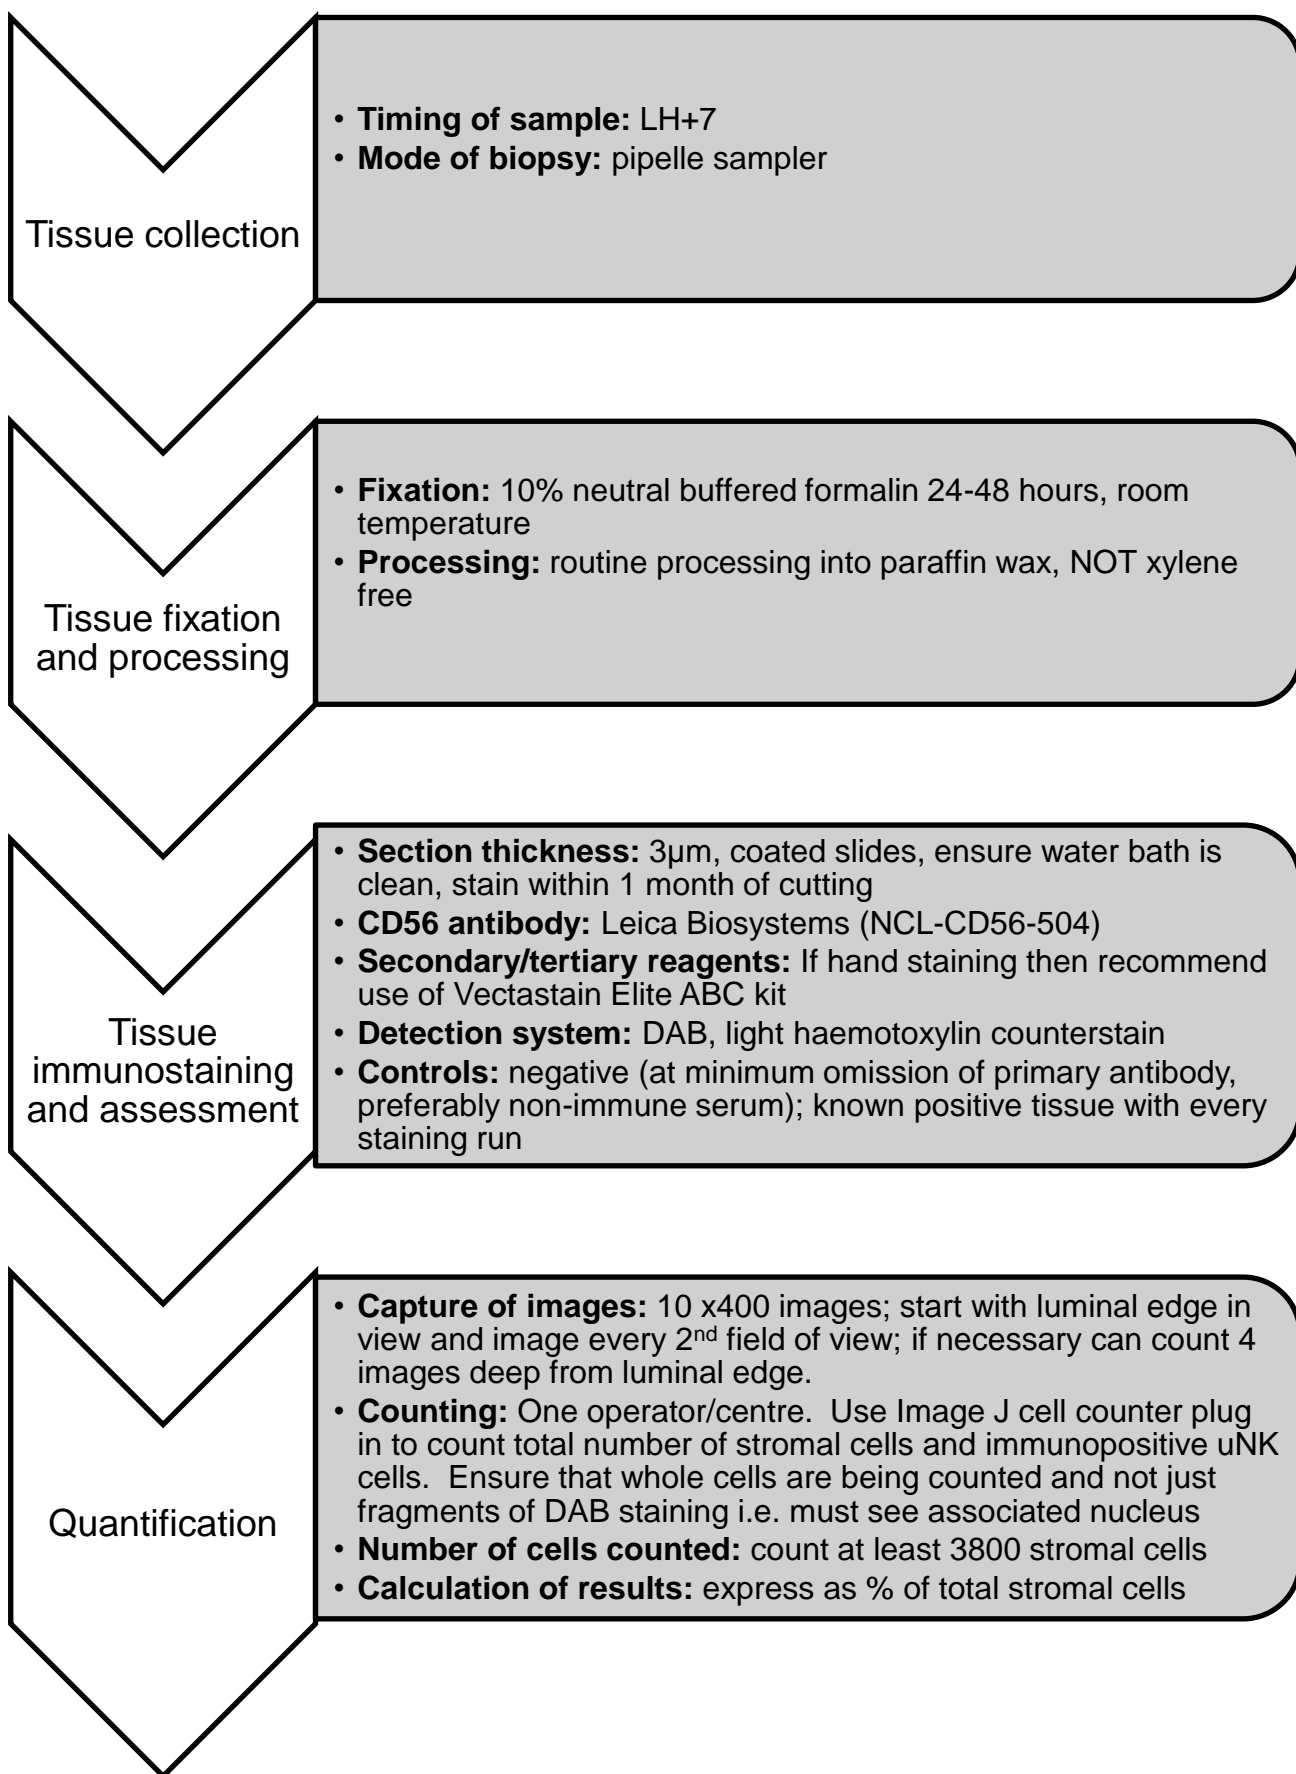 Tissue collection
• Timing of sample: LH+7
• Mode of biopsy: pipelle sampler
Tissue fixation
and processing
• Fixation: 10% neutral buffered formalin 24-48 hours, room
temperature
• Processing: routine processing into paraffin wax, NOT xylene
free
Tissue
immunostaining
and assessment
• Section thickness: 3µm, coated slides, ensure water bath is
clean, stain within 1 month of cutting
• CD56 antibody: Leica Biosystems (NCL-CD56-504)
• Secondary/tertiary reagents: If hand staining then recommend
use of Vectastain Elite ABC kit
• Detection system: DAB, light haemotoxylin counterstain
• Controls: negative (at minimum omission of primary antibody,
preferably non-immune serum); known positive tissue with every
staining run
Quantification
• Capture of images: 10 x400 images; start with luminal edge in
view and image every 2nd field of view; if necessary can count 4
images deep from luminal edge.
• Counting: One operator/centre.  Use Image J cell counter plug
in to count total number of stromal cells and immunopositive uNK
cells.  Ensure that whole cells are being counted and not just
fragments of DAB staining i.e. must see associated nucleus
• Number of cells counted: count at least 3800 stromal cells
• Calculation of results: express as % of total stromal cells